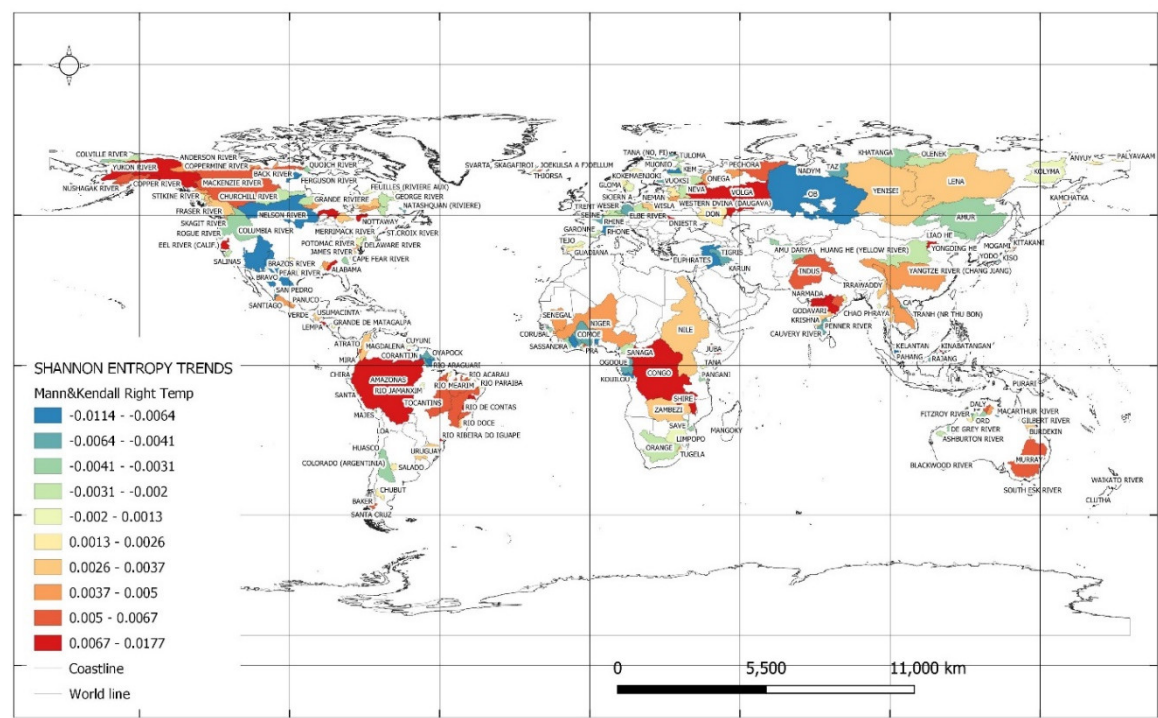 COLVILLE RIVER
ANDERSON RIVER
YUKON RIVER
COPPERMINE RIVER
QUOICH RIVER
BACK RIVER
FERGUSON RIVER
NUSHAGAK RIVER
COPPER RIVER
MACKENZIE RIVER
STIKINE RIVER
CHURCHILL RIVER
GRANDE RIVIERE
FEUILLES (RIVIERE AUX)
GEORGE RIVER
NATASHQUAN (RIVIERE)
FRASER RIVER
NELSON RIVER
NOTTAWAY
SKAGIT RIVER
COLUMBIA RIVER
ST.CROIX RIVER
ROGUE RIVER
MERRIMACK RIVER
EEL RIVER (CALIF.)
POTOMAC RIVER
DELAWARE RIVER
JAMES RIVER
SALINAS
BRAZOS RIVER
CAPE FEAR RIVER
PEARL RIVER
ALABAMA
BRAVO
SAN PEDRO
SANTIAGO
PANUCO
VERDE
USUMACINTA
LEMPA
GRANDE DE MATAGALPA
ATRATO
CUYUNI
MAGDALENA
CORANTIJN
OYAPOCK
MIRA
RIO ARAGUARI
CHIRA
AMAZONAS
RIO ACARAU
RIO JAMANXIM
RIO MEARIM
RIO PARAIBA
SANTA
TOCANTINS
RIO DE CONTAS
MAJES
LOA
RIO DOCE
RIO RIBEIRA DO IGUAPE
HUASCO
URUGUAY
COLORADO (ARGENTINIA)
SALADO
CHUBUT
BAKER
SANTA CRUZ
SVARTA, SKAGAFIROI
JOEKULSA A FJOELLUM
THJORSA
TANA (NO, FI)
TULOMA
MUONIO
KEM
KOKEMAENJOKI
VUOKSI
GLOMA
ONEGA
PECHORA
NADYM
TAZ
KHATANGA
OLENEK
ANYUY
PALYAVAAM
KOLYMA
NEVA
VOLGA
OB
YENISEI
LENA
KAMCHATKA
SKJERN A
NEMAN
WESTERN DVINA (DAUGAVA)
TRENT
WESER
WISLA
SEINE
ELBE RIVER
DON
AMUR
RHINE
DNIESTR
GARONNE
RHONE
LIAO HE
TEJO
AMU DARYA
HUANG HE (YELLOW RIVER)
YONGDING HE
MOGAMI
KITAKANI
GUADIANA
EUPHRATES
TIGRIS
YODO
KISO
KARUN
INDUS
YANGTZE RIVER (CHANG JIANG)
NARMADA
IRRAWADDY
SENEGAL
GODAVARI
CA
NIGER
NILE
KRISHNA
CHAO PHRAYA
TRANH (NR THU BON)
CORUBAL
COMOE
PENNER RIVER
SASSANDRA
PRA
CAUVERY RIVER
SANAGA
JUBA
KELANTAN
KINABATANGAN
OGOOUE
TANA
PAHANG
RAJANG
KOUILOU
CONGO
PANGANI
PURARI
SHIRE
DALY
ZAMBEZI
MACARTHUR RIVER
FITZROY RIVER
ORD
GILBERT RIVER
SAVE
MANGOKY
DE GREY RIVER
BURDEKIN
LIMPOPO
ASHBURTON RIVER
ORANGE
TUGELA
MURRAY
BLACKWOOD RIVER
WAIKATO RIVER
SOUTH ESK RIVER
CLUTHA
SHANNON ENTROPY TRENDS
Mann&Kendall Right Temp
-0.0114 - -0.0064
-0.0064 - -0.0041
-0.0041 - -0.0031
-0.0031 - -0.002
-0.002 - 0.0013
0.0013 - 0.0026
0.0026 - 0.0037
0.0037 - 0.005
0.005 - 0.0067
0.0067 - 0.0177
Coastline
World line
0 5,500 11,000 km